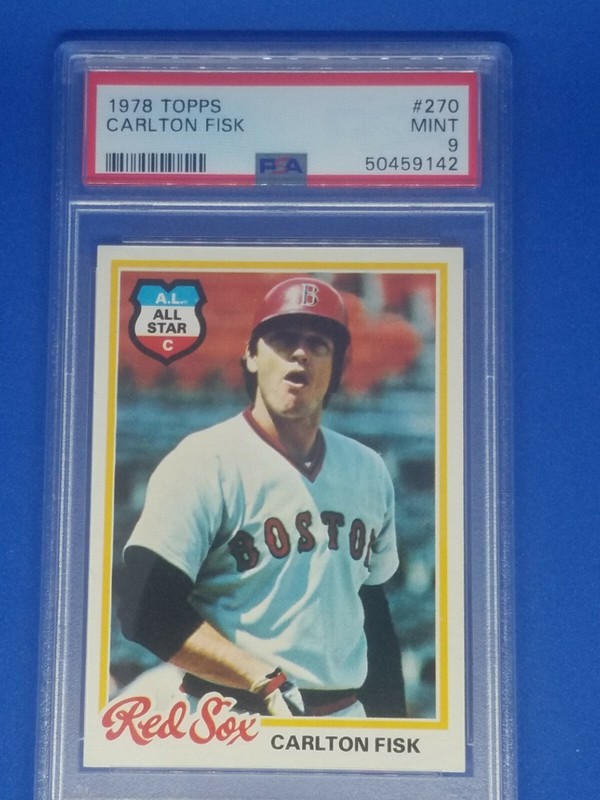 1978 TOPPS #270
CARLTON FISK MINT
9
PSA 50459142
A.L.
ALL
STAR
C
B
BOSTON
Red Sox
CARLTON FISK